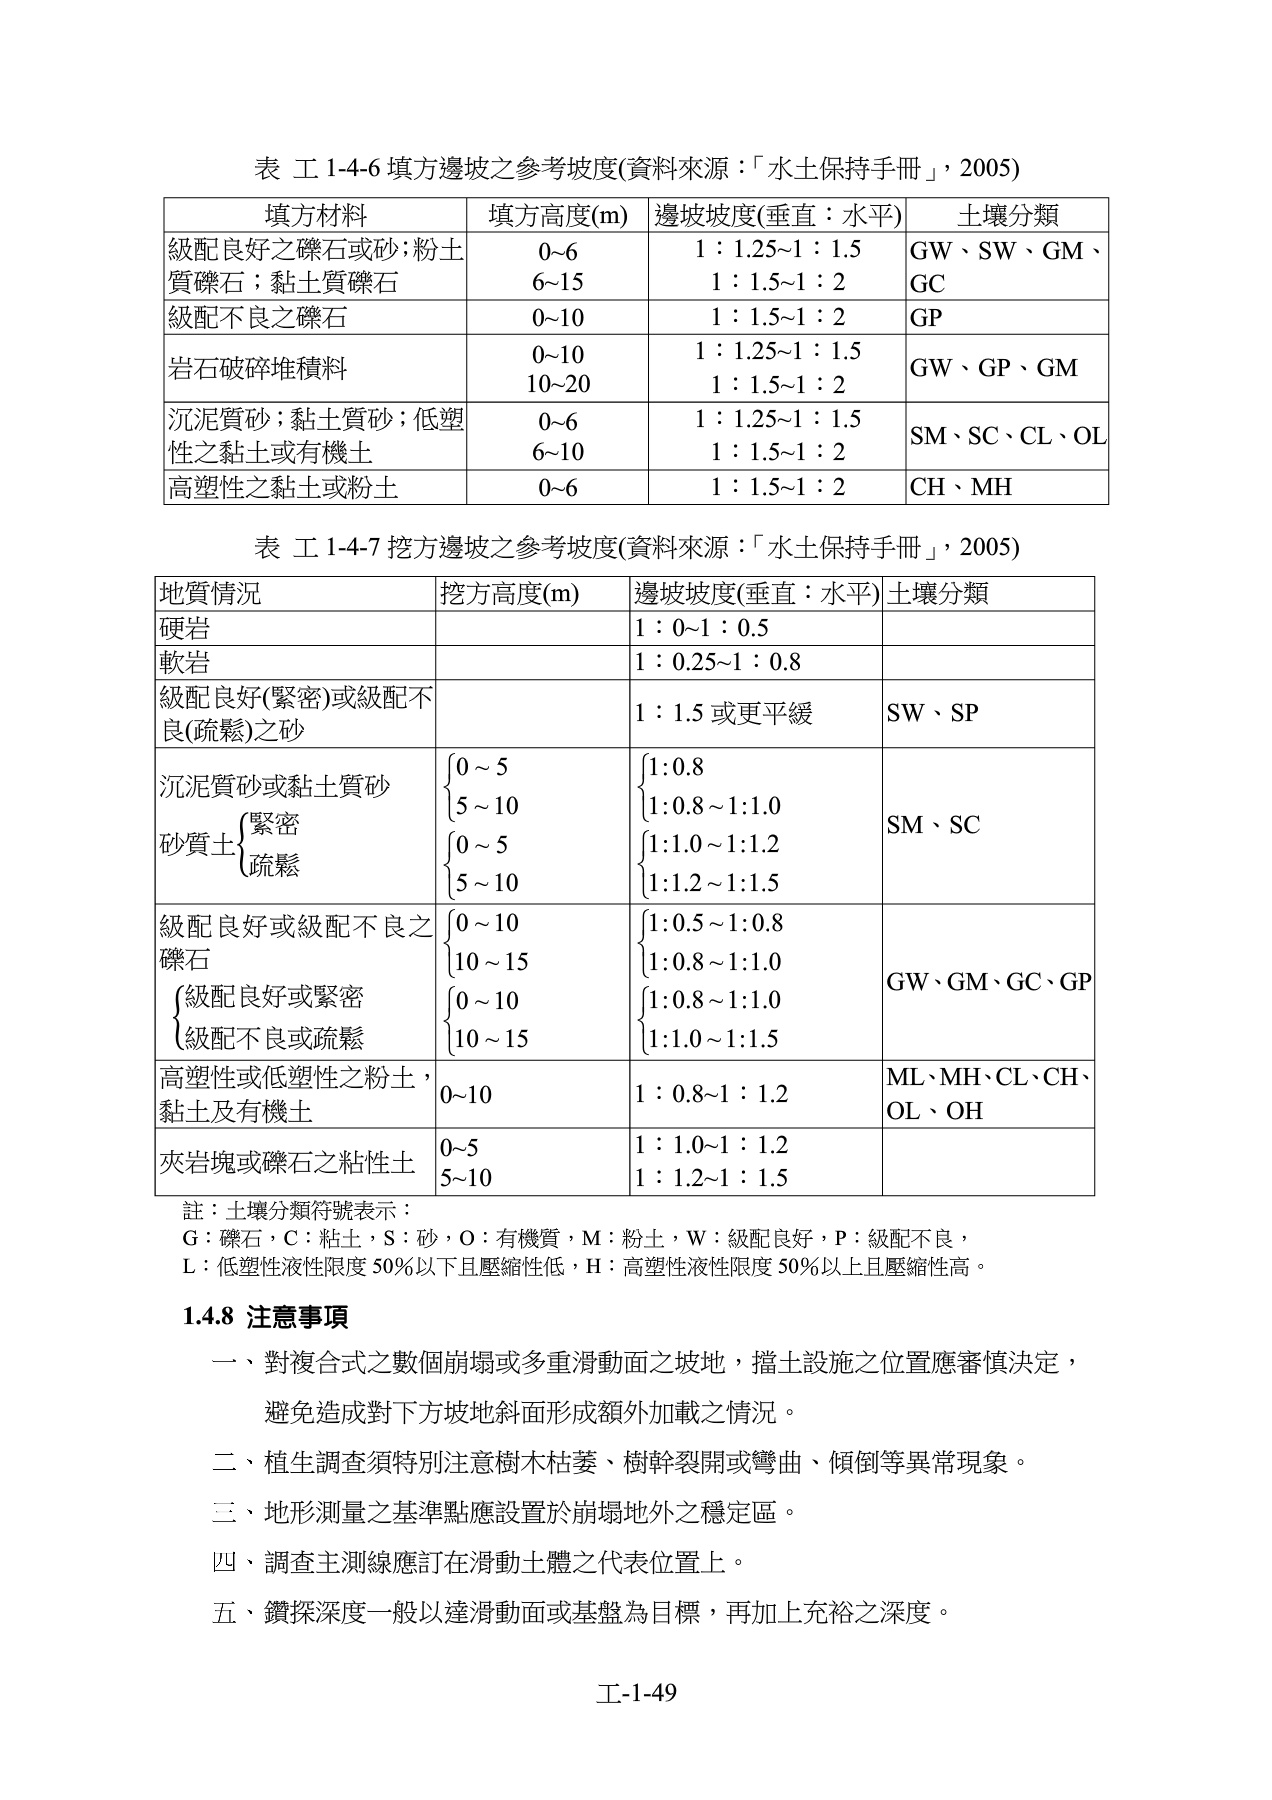 表 工 1-4-6 填方邊坡之參考坡度(資料來源：「水土保持手冊」，2005)
填方材料 填方高度(m) 邊坡坡度(垂直：水平) 土壤分類
級配良好之礫石或砂；粉土 0~6 1：1.25~1：1.5 GW、SW、GM、
質礫石；黏土質礫石 6~15 1：1.5~1：2 GC
級配不良之礫石 0~10 1：1.5~1：2 GP
岩石破碎堆積料 0~10 1：1.25~1：1.5 GW、GP、GM
10~20 1：1.5~1：2
沉泥質砂；黏土質砂；低塑 0~6 1：1.25~1：1.5 SM、SC、CL、OL
性之黏土或有機土 6~10 1：1.5~1：2
高塑性之黏土或粉土 0~6 1：1.5~1：2 CH、MH
表 工 1-4-7 挖方邊坡之參考坡度(資料來源：「水土保持手冊」，2005)
地質情況 挖方高度(m) 邊坡坡度(垂直：水平) 土壤分類
硬岩 1：0~1：0.5
軟岩 1：0.25~1：0.8
級配良好(緊密)或級配不 1：1.5 或更平緩 SW、SP
良(疏鬆)之砂
沉泥質砂或黏土質砂 0 ~ 5 1:0.8
5 ~ 10 1:0.8 ~ 1:1.0
砂質土 緊密 0 ~ 5 1:1.0 ~ 1:1.2 SM、SC
疏鬆 5 ~ 10 1:1.2 ~ 1:1.5
級配良好或級配不良之 0 ~ 10 1:0.5 ~ 1:0.8
礫石 10 ~ 15 1:0.8 ~ 1:1.0 GW、GM、GC、GP
級配良好或緊密 0 ~ 10 1:0.8 ~ 1:1.0
級配不良或疏鬆 10 ~ 15 1:1.0 ~ 1:1.5
高塑性或低塑性之粉土， 0~10 1：0.8~1：1.2 ML、MH、CL、CH、
黏土及有機土 OL、OH
夾岩塊或礫石之粘性土 0~5 1：1.0~1：1.2
5~10 1：1.2~1：1.5
註：土壤分類符號表示：
G：礫石，C：粘土，S：砂，O：有機質，M：粉土，W：級配良好，P：級配不良，
L：低塑性液性限度 50%以下且壓縮性低，H：高塑性液性限度 50%以上且壓縮性高。
1.4.8 注意事項
一、對複合式之數個崩塌或多重滑動面之坡地，擋土設施之位置應審慎決定，
避免造成對下方坡地斜面形成額外加載之情況。
二、植生調查須特別注意樹木枯萎、樹幹裂開或彎曲、傾倒等異常現象。
三、地形測量之基準點應設置於崩塌地外之穩定區。
四、調查主測線應訂在滑動土體之代表位置上。
五、鑽探深度一般以達滑動面或基盤為目標，再加上充裕之深度。
工-1-49